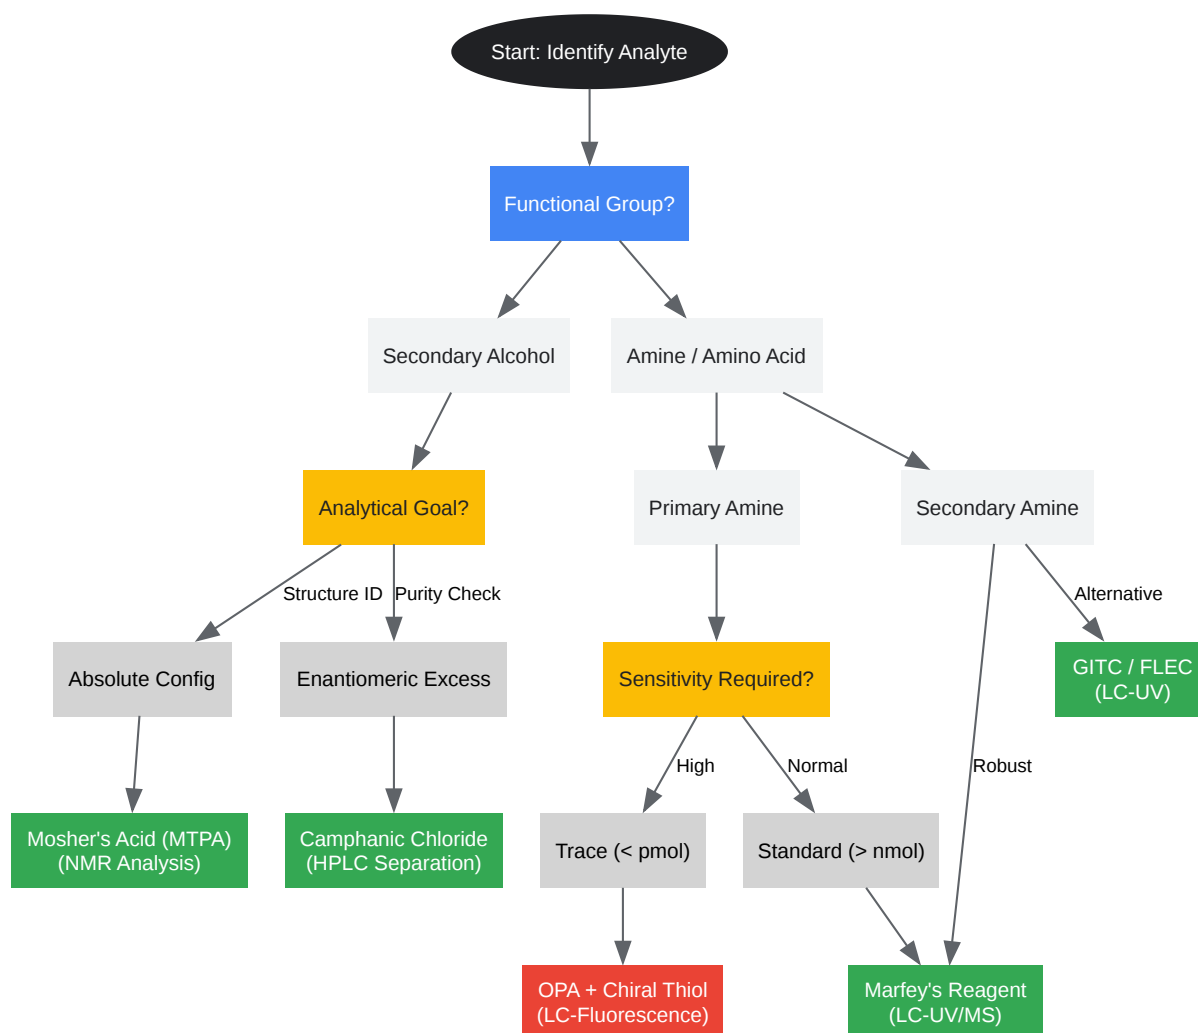 Start: Identify Analyte
Functional Group?
Secondary Alcohol
Amine / Amino Acid
Analytical Goal?
Primary Amine
Secondary Amine
Structure ID
Purity Check
Alternative
Absolute Config
Enantiomeric Excess
Sensitivity Required?
GITC / FLEC
(LC-UV)
High
Normal
Robust
Mosher's Acid (MTPA)
(NMR Analysis)
Camphanic Chloride
(HPLC Separation)
Trace (< pmol)
Standard (> nmol)
OPA + Chiral Thiol
(LC-Fluorescence)
Marfey's Reagent
(LC-UV/MS)